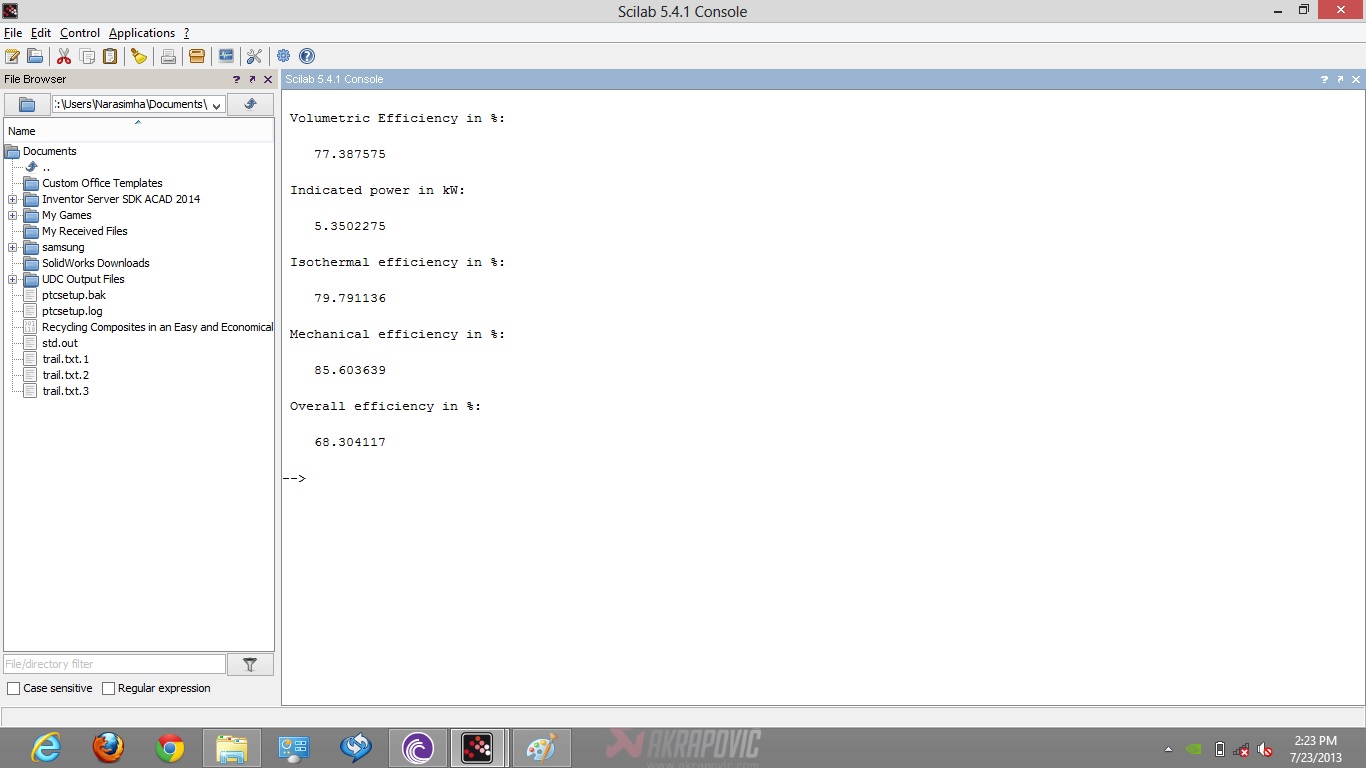 Scilab 5.4.1 Console
File Edit Control Applications ?
File Browser
Scilab 5.4.1 Console
:\Users\Narasimha\Documents\
Name
Documents
..
Custom Office Templates
Inventor Server SDK ACAD 2014
My Games
My Received Files
samsung
SolidWorks Downloads
UDC Output Files
ptcsetup.bak
ptcsetup.log
Recycling Composites in an Easy and Economical
std.out
trail.txt.1
trail.txt.2
trail.txt.3
File/directory filter
Case sensitive Regular expression
Volumetric Efficiency in %:
77.387575
Indicated power in kW:
5.3502275
Isothermal efficiency in %:
79.791136
Mechanical efficiency in %:
85.603639
Overall efficiency in %:
68.304117
-->
AKRAPOVIC
www.akrapovic.com
2:23 PM
7/23/2013